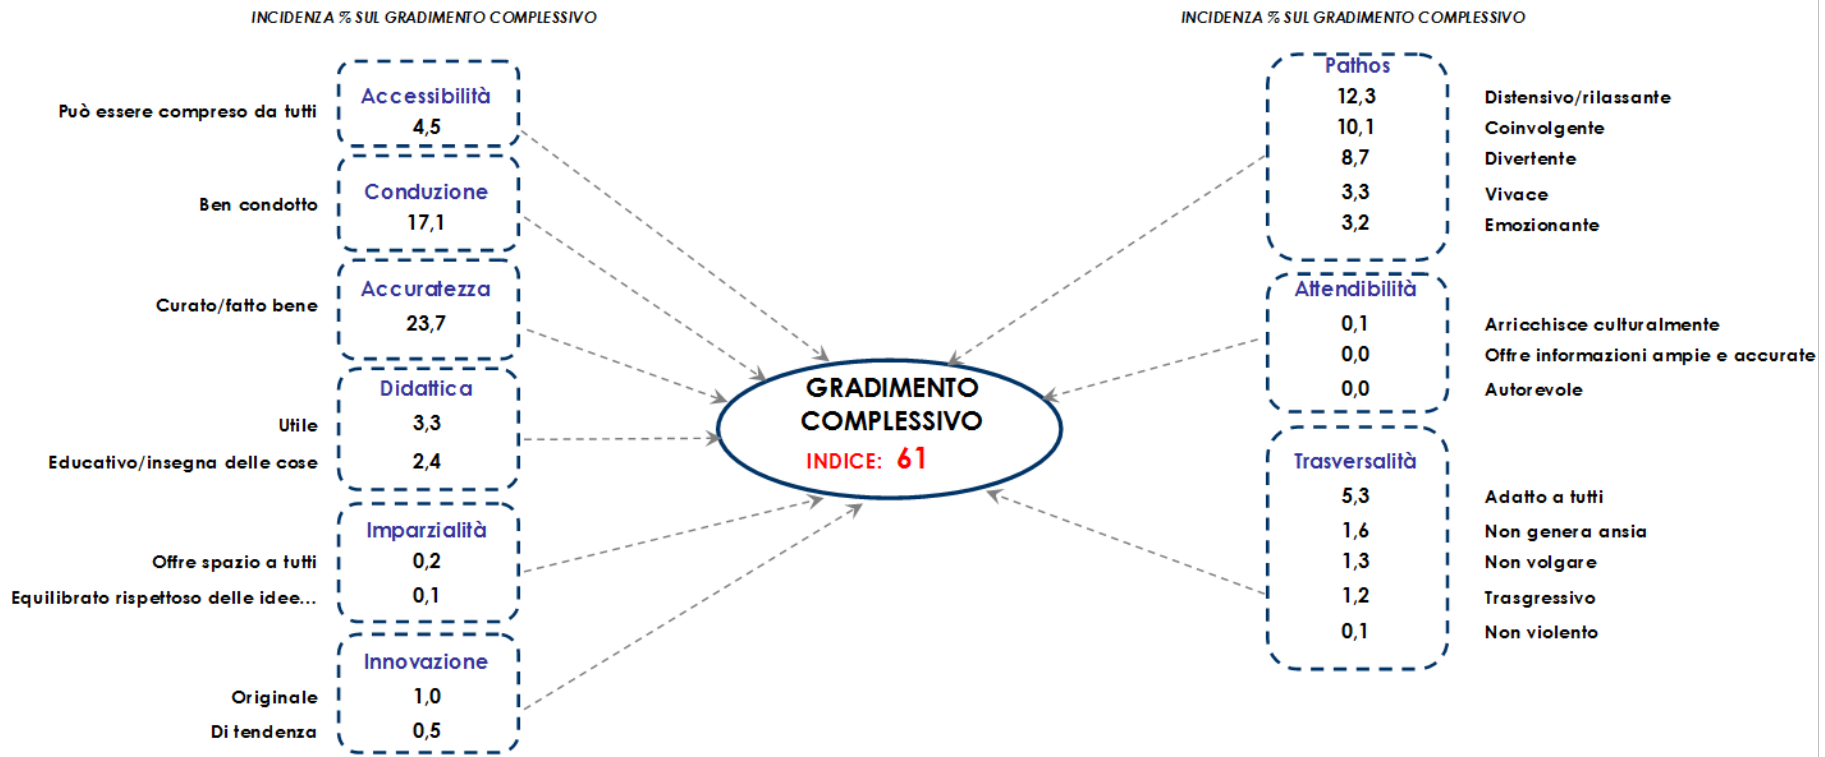 INCIDENZA % SUL GRADIMENTO COMPLESSIVO
Può essere compreso da tutti
Accessibilità
4,5
Ben condotto
Conduzione
17,1
Curato/fatto bene
Accuratezza
23,7
Didattica
Utile
3,3
Educativo/insegna delle cose
2,4
Imparzialità
Offre spazio a tutti
0,2
Equilibrato rispettoso delle idee...
0,1
Innovazione
Originale
1,0
Di tendenza
0,5
GRADIMENTO
COMPLESSIVO
INDICE: 61
INCIDENZA % SUL GRADIMENTO COMPLESSIVO
Pathos
12,3 Distensivo/rilassante
10,1 Coinvolgente
8,7 Divertente
3,3 Vivace
3,2 Emozionante
Attendibilità
0,1 Arricchisce culturalmente
0,0 Offre informazioni ampie e accurate
0,0 Autorevole
Trasversalità
5,3 Adatto a tutti
1,6 Non genera ansia
1,3 Non volgare
1,2 Trasgressivo
0,1 Non violento